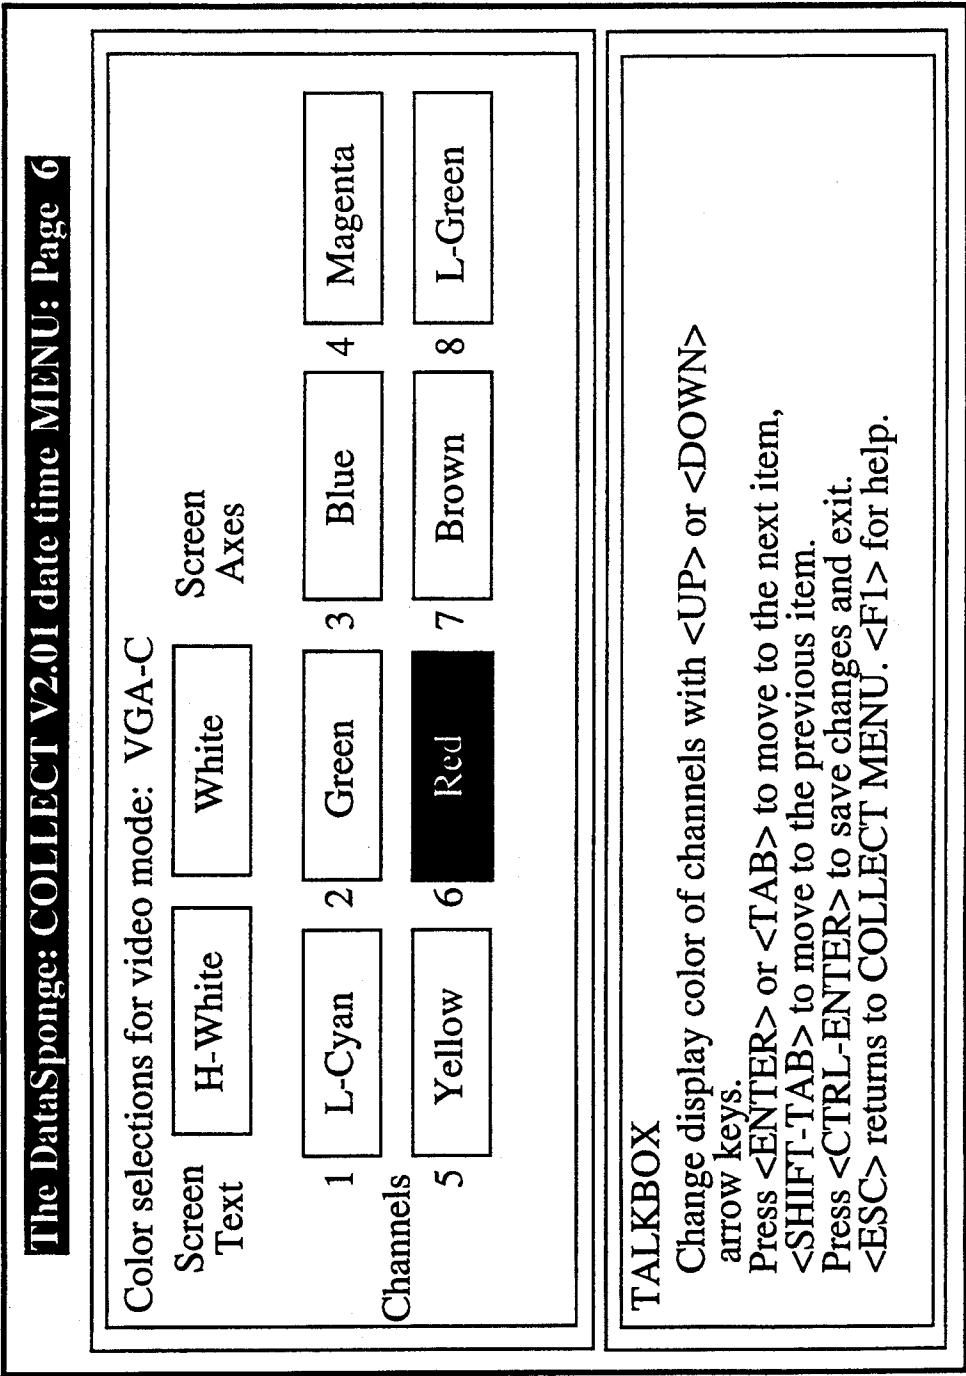 The DataSponge: COLLECT V2.01 date time MENU: Page 6
Color selections for video mode: VGA-C
Screen Text H-White White Screen Axes
1 L-Cyan 2 Green 3 Blue 4 Magenta
Channels
5 Yellow 6 Red 7 Brown 8 L-Green
TALKBOX
Change display color of channels with <UP> or <DOWN>
arrow keys.
Press <ENTER> or <TAB> to move to the next item,
<SHIFT-TAB> to move to the previous item.
Press <CTRL-ENTER> to save changes and exit.
<ESC> returns to COLLECT MENU. <F1> for help.